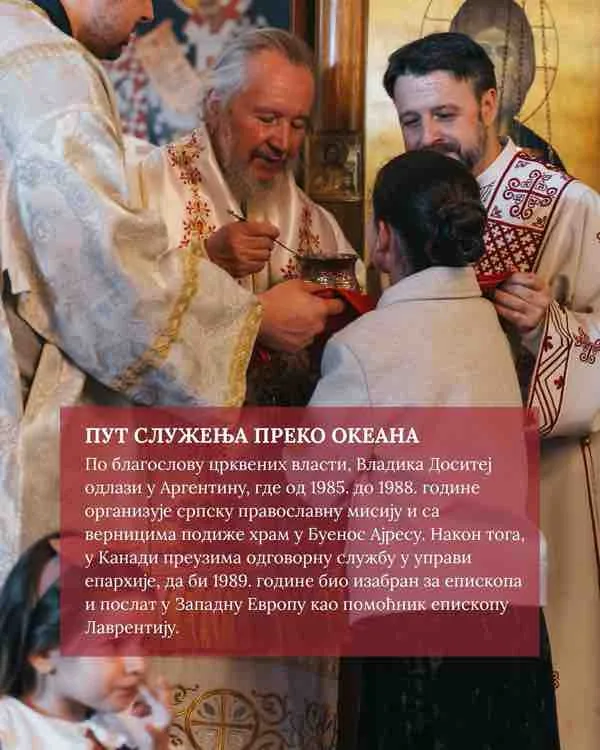 ПУТ СЛУЖЕЊА ПРЕКО ОКЕАНА
По благослову црквених власти, Владика Доситеј
одлази у Аргентину, где од 1985. до 1988. године
организује српску православну мисију и са
верницима подиже храм у Буенос Ајресу. Након тога,
у Канади преузима одговорну службу у управи
епархије, да би 1989. године био изабран за епископа
и послат у Западну Европу као помоћник епископу
Лаврентију.